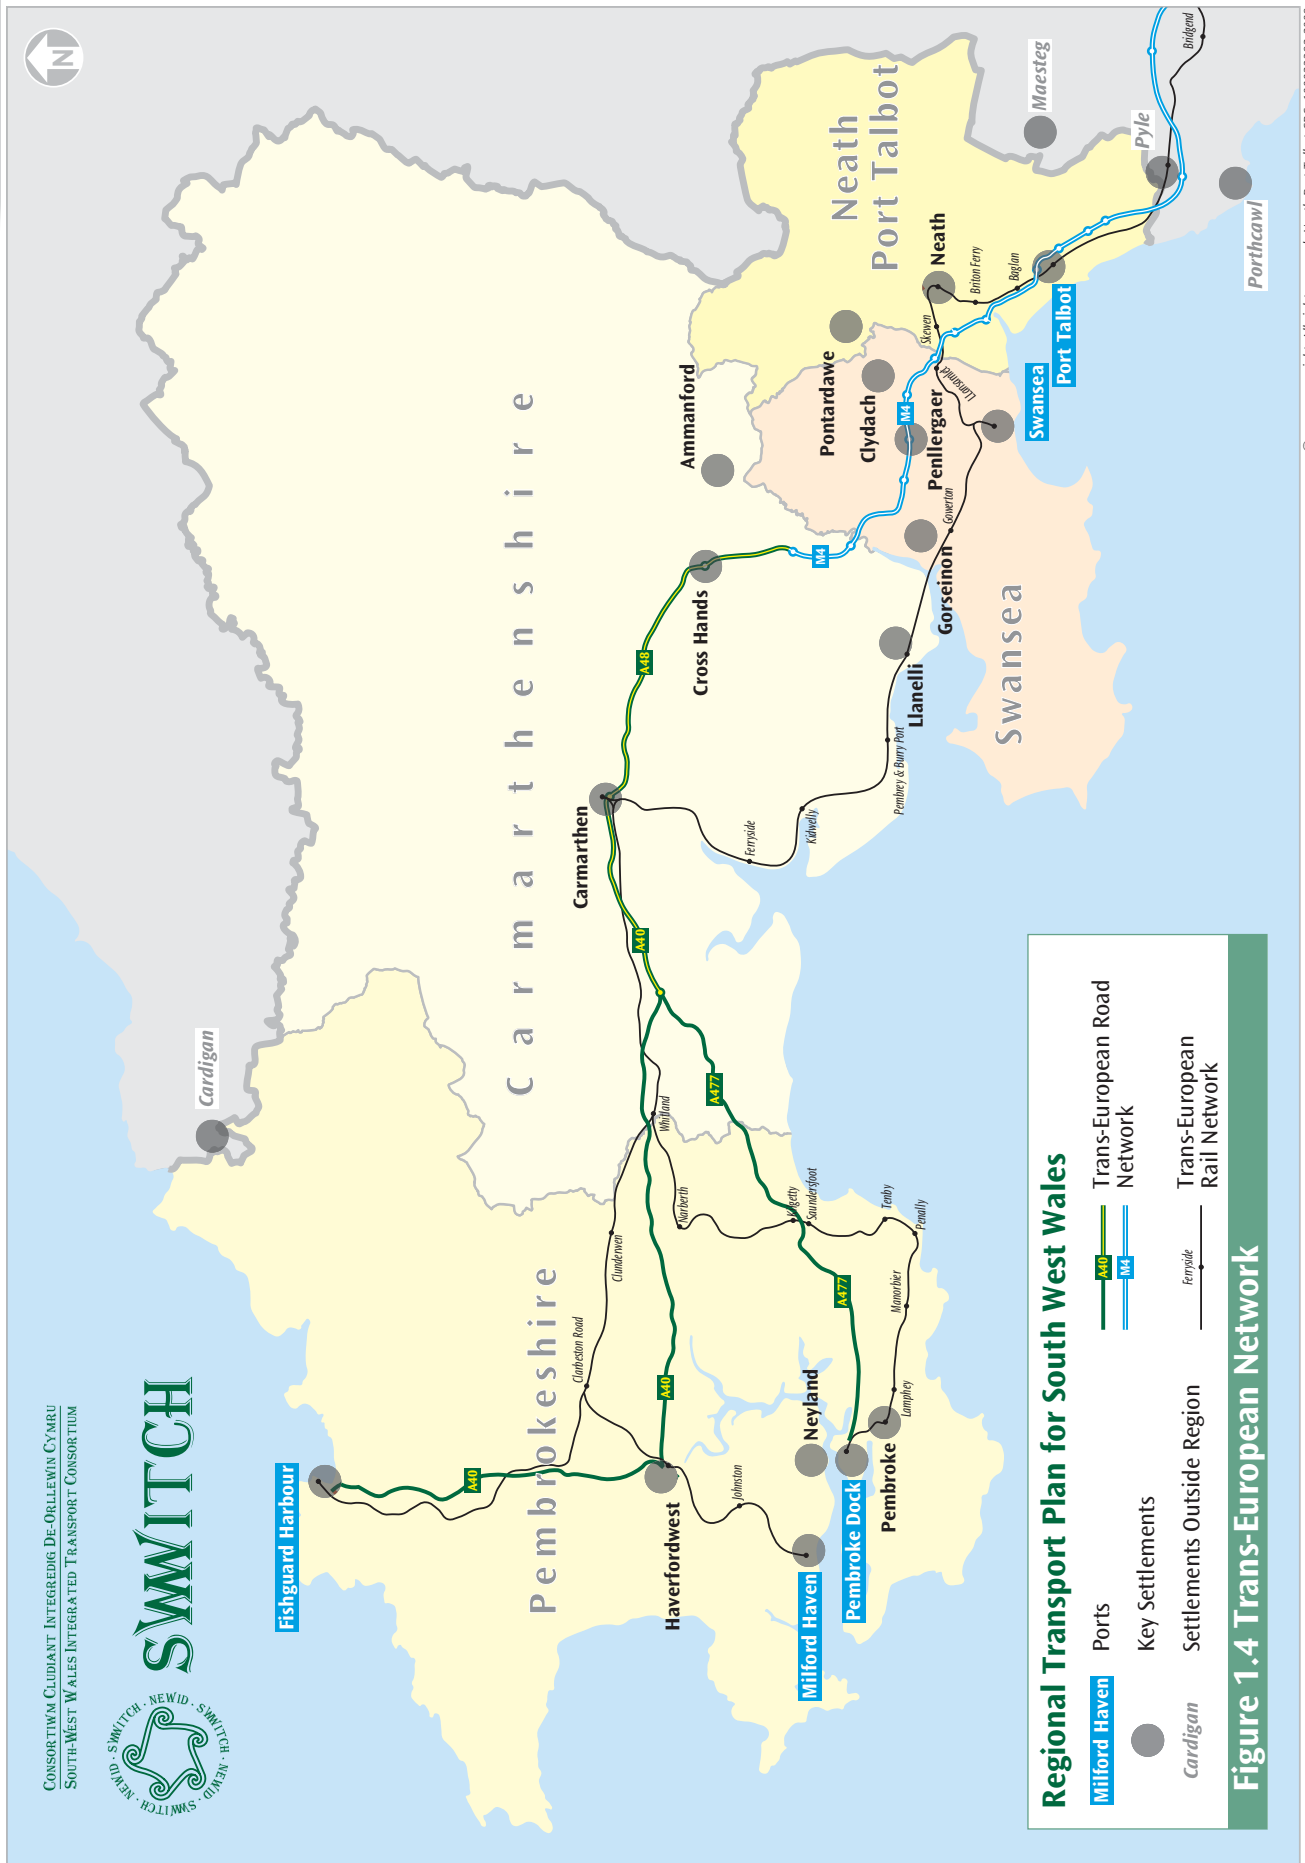 CONSORTIWM CLUDIANT INTEGREDIG DE-ORLLEWIN CYMRU
SOUTH-WEST WALES INTEGRATED TRANSPORT CONSORTIUM
SWWITCH
SWWITCH · NEWID · SWWITCH · NEWID · SWWITCH · NEWID ·
N
Cardigan
Fishguard Harbour
A40
Pembrokeshire
Carmarthenshire
Clarbeston Road
Clunderwen
Whitland
Narberth
A40
Haverfordwest
Johnston
Milford Haven
Neyland
Pembroke Dock
Pembroke
Lamphey
Manorbier
Penally
Tenby
Saundersfoot
Kilgetty
A477
A477
A40
Carmarthen
Ferryside
Kidwelly
Pembrey & Burry Port
Llanelli
A48
Cross Hands
Ammanford
M4
Gorseinon
Gowerton
Swansea
Penllergaer
M4
Clydach
Pontardawe
Llansamlet
Skewen
Swansea
Neath
Neath
Port Talbot
Briton Ferry
Baglan
Port Talbot
Maesteg
Pyle
Porthcawl
Bridgend
Regional Transport Plan for South West Wales
Milford Haven
Ports
Key Settlements
Cardigan
Settlements Outside Region
A40
M4
Trans-European Road
Network
Ferryside
Trans-European
Rail Network
Figure 1.4 Trans-European Network